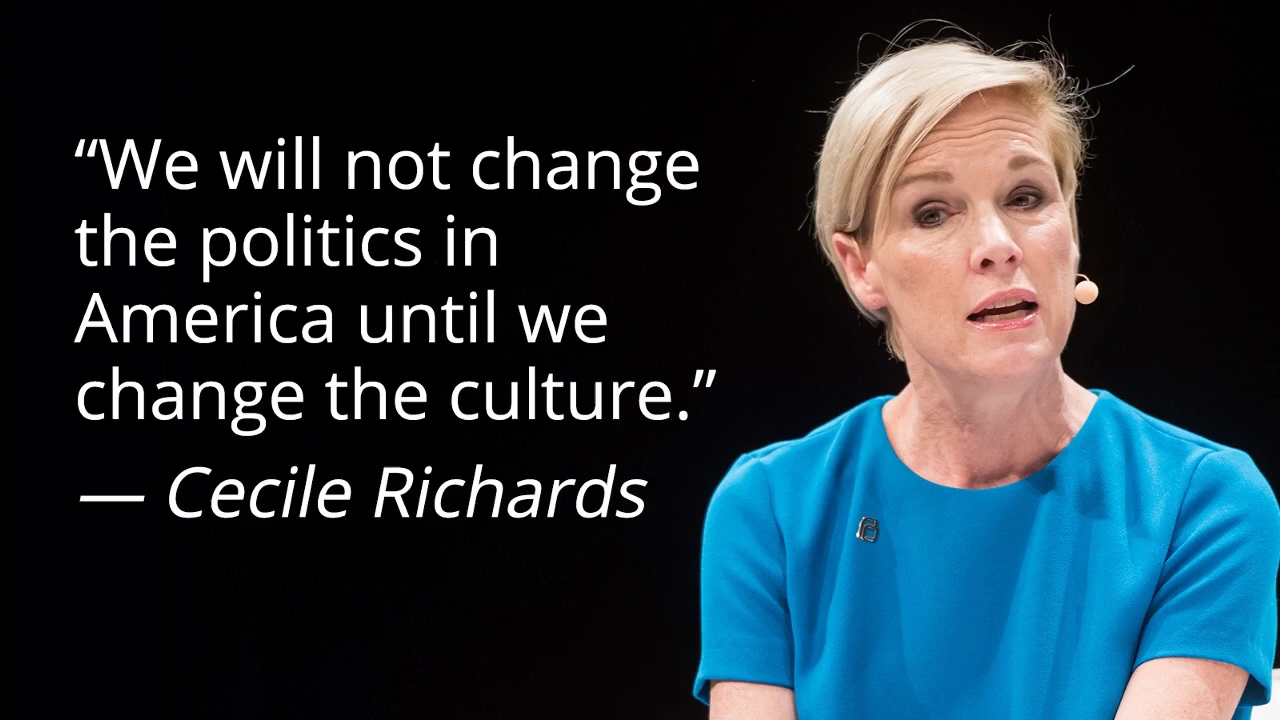 “We will not change
the politics in
America until we
change the culture.”
— Cecile Richards